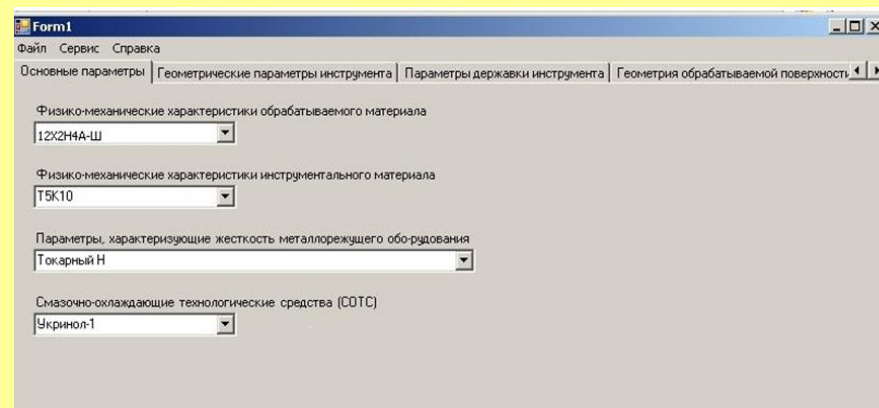 Form1
Файл Сервис Справка
Основные параметры Геометрические параметры инструмента Параметры державки инструмента Геометрия обрабатываемой поверхность
Физико-механические характеристики обрабатываемого материала
12Х2Н4А-Ш
Физико-механические характеристики инструментального материала
Т5К10
Параметры, характеризующие жесткость металлорежущего обо-рудования
Токарный Н
Смазочно-охлаждающие технологические средства (СОТС)
Укринол-1